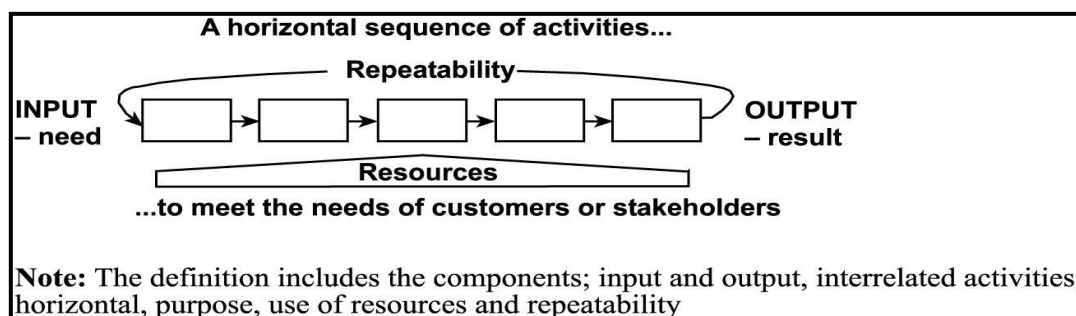 A horizontal sequence of activities...
Repeatability
INPUT
– need
OUTPUT
– result
Resources
...to meet the needs of customers or stakeholders
Note: The definition includes the components; input and output, interrelated activities
horizontal, purpose, use of resources and repeatability